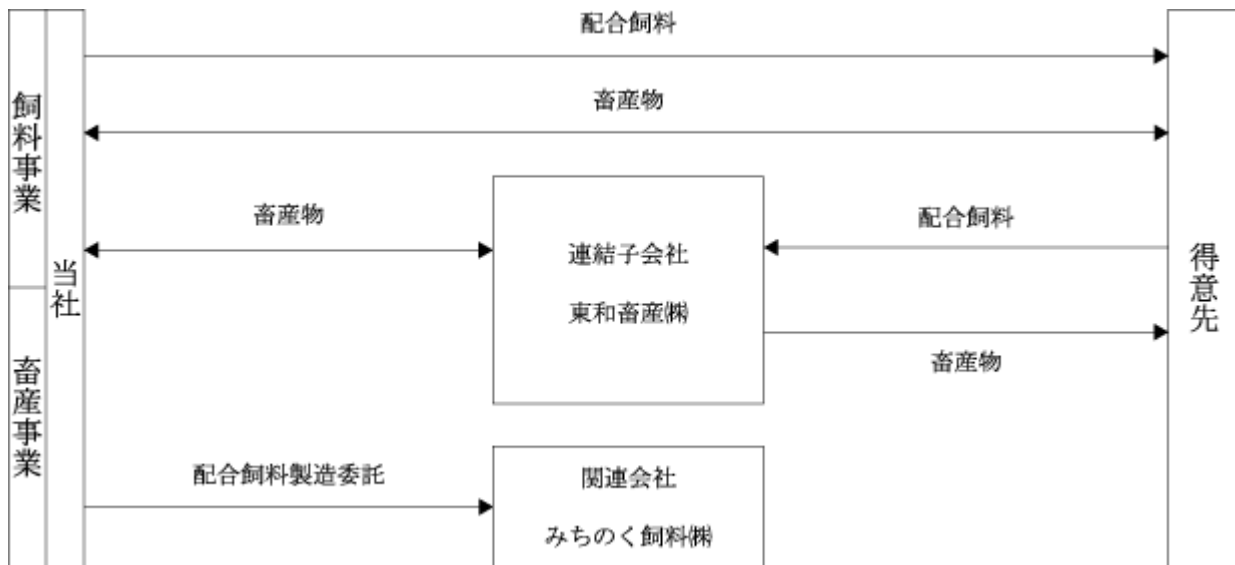 配合飼料
畜産物
飼料事業
畜産物
連結子会社
東和畜産㈱
配合飼料
当社
得意先
畜産物
畜産事業
配合飼料製造委託
関連会社
みちのく飼料㈱